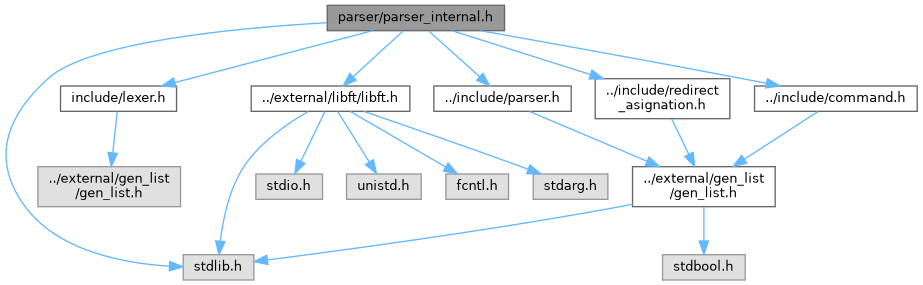 parser/parser_internal.h
include/lexer.h
../external/libft/libft.h
../include/parser.h
../include/redirect
_asignation.h
../include/command.h
../external/gen_list
/gen_list.h
stdio.h
unistd.h
fcntl.h
stdarg.h
../external/gen_list
/gen_list.h
stdlib.h
stdbool.h